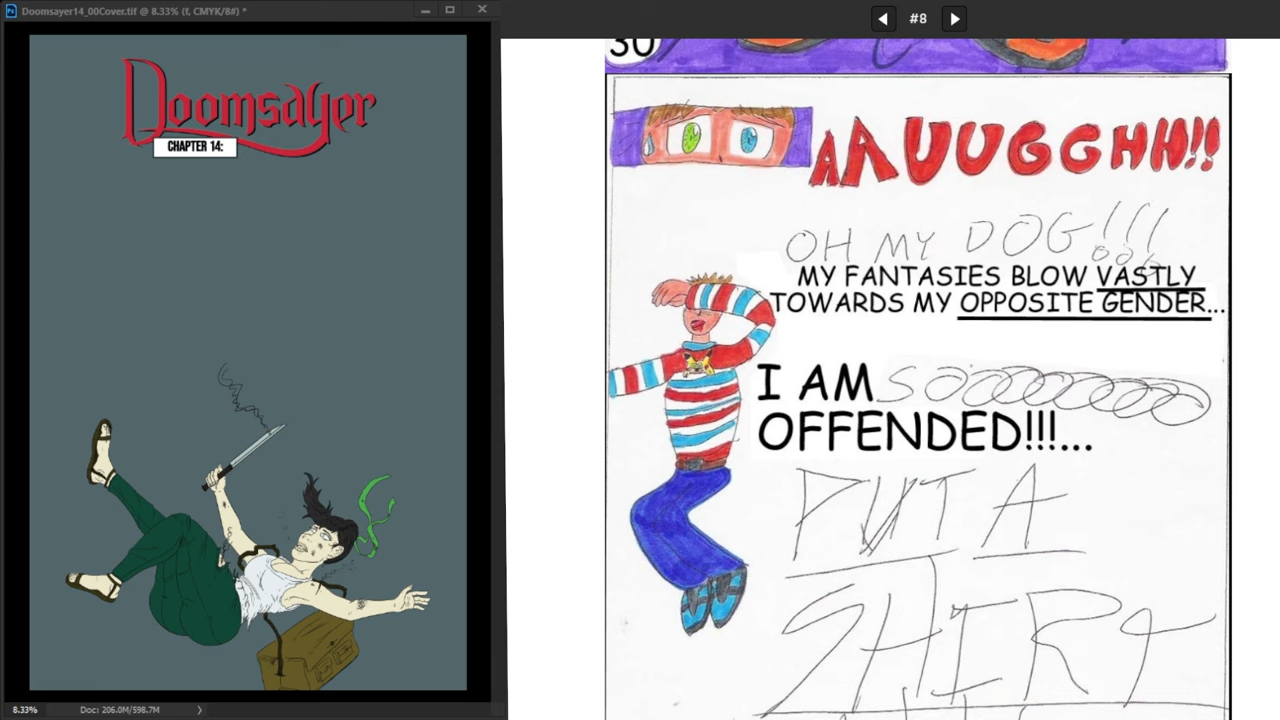 Doomsayer14_00Cover.tif @ 8.33% (f, CMYK/8#) *
Doomsayer
CHAPTER 14:
8.33%
Doc: 206.0M/598.7M
#8
30
AAUUGGHH!!
OH MY DOG!!!
MY FANTASIES BLOW VASTLY
TOWARDS MY OPPOSITE GENDER...
I AM SOOOOOOOOOO
OFFENDED!!!...
PUT A
SHIRT